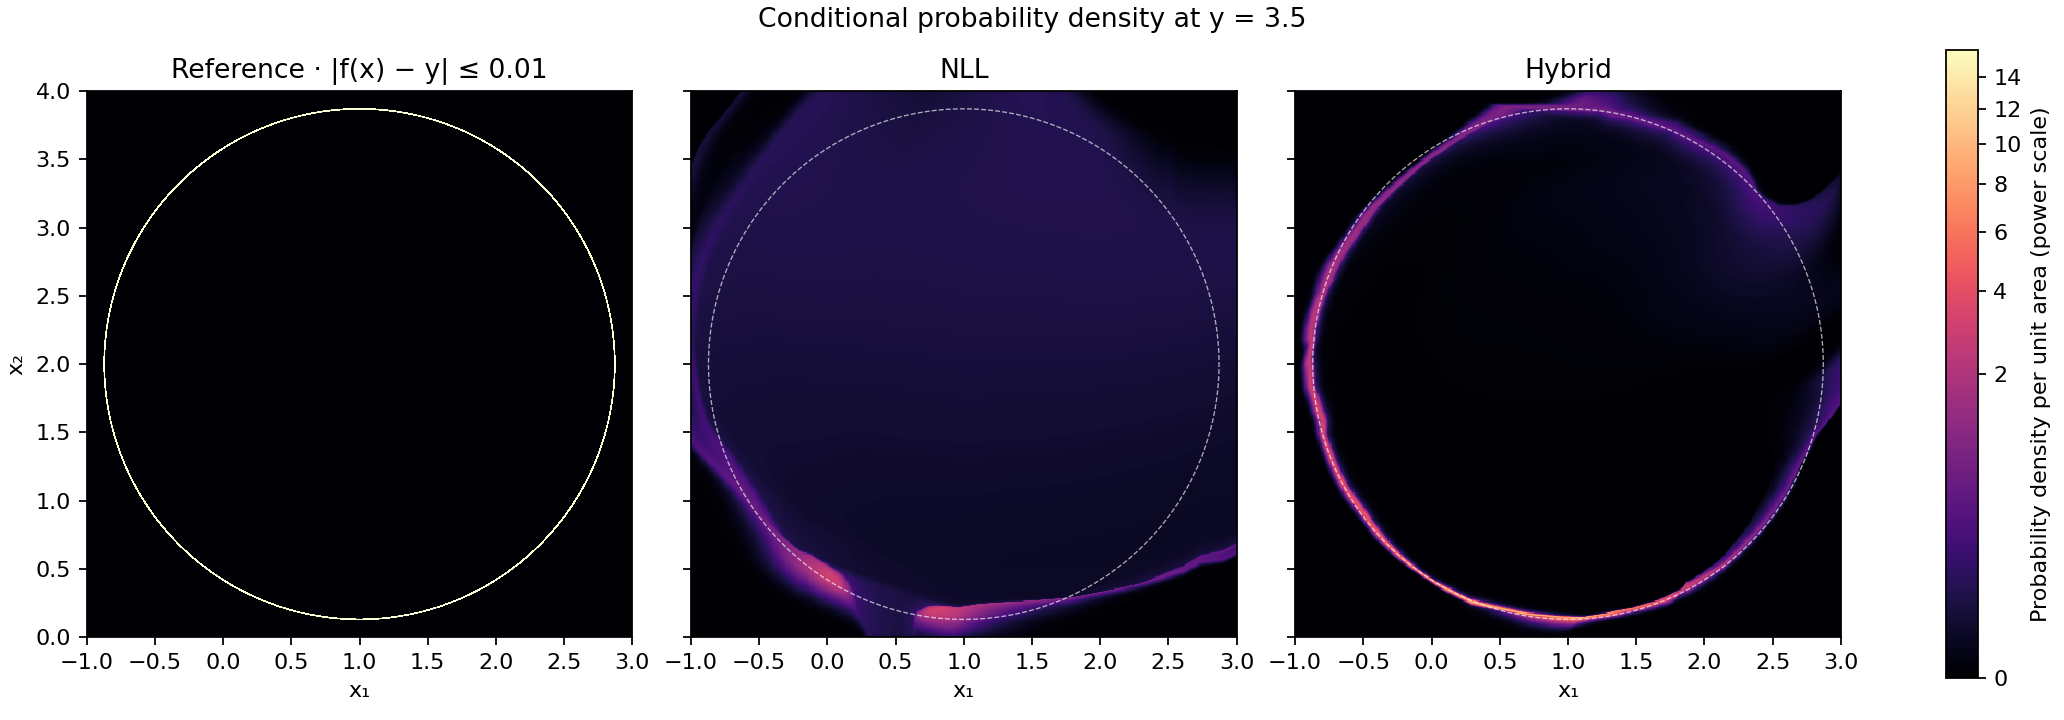 Conditional probability density at y = 3.5
Reference · |f(x) − y| ≤ 0.01
NLL
Hybrid
4.0
3.5
3.0
2.5
2.0
1.5
1.0
0.5
0.0
x₂
−1.0 −0.5 0.0 0.5 1.0 1.5 2.0 2.5 3.0
x₁
−1.0 −0.5 0.0 0.5 1.0 1.5 2.0 2.5 3.0
x₁
−1.0 −0.5 0.0 0.5 1.0 1.5 2.0 2.5 3.0
x₁
14
12
10
8
6
4
2
0
Probability density per unit area (power scale)